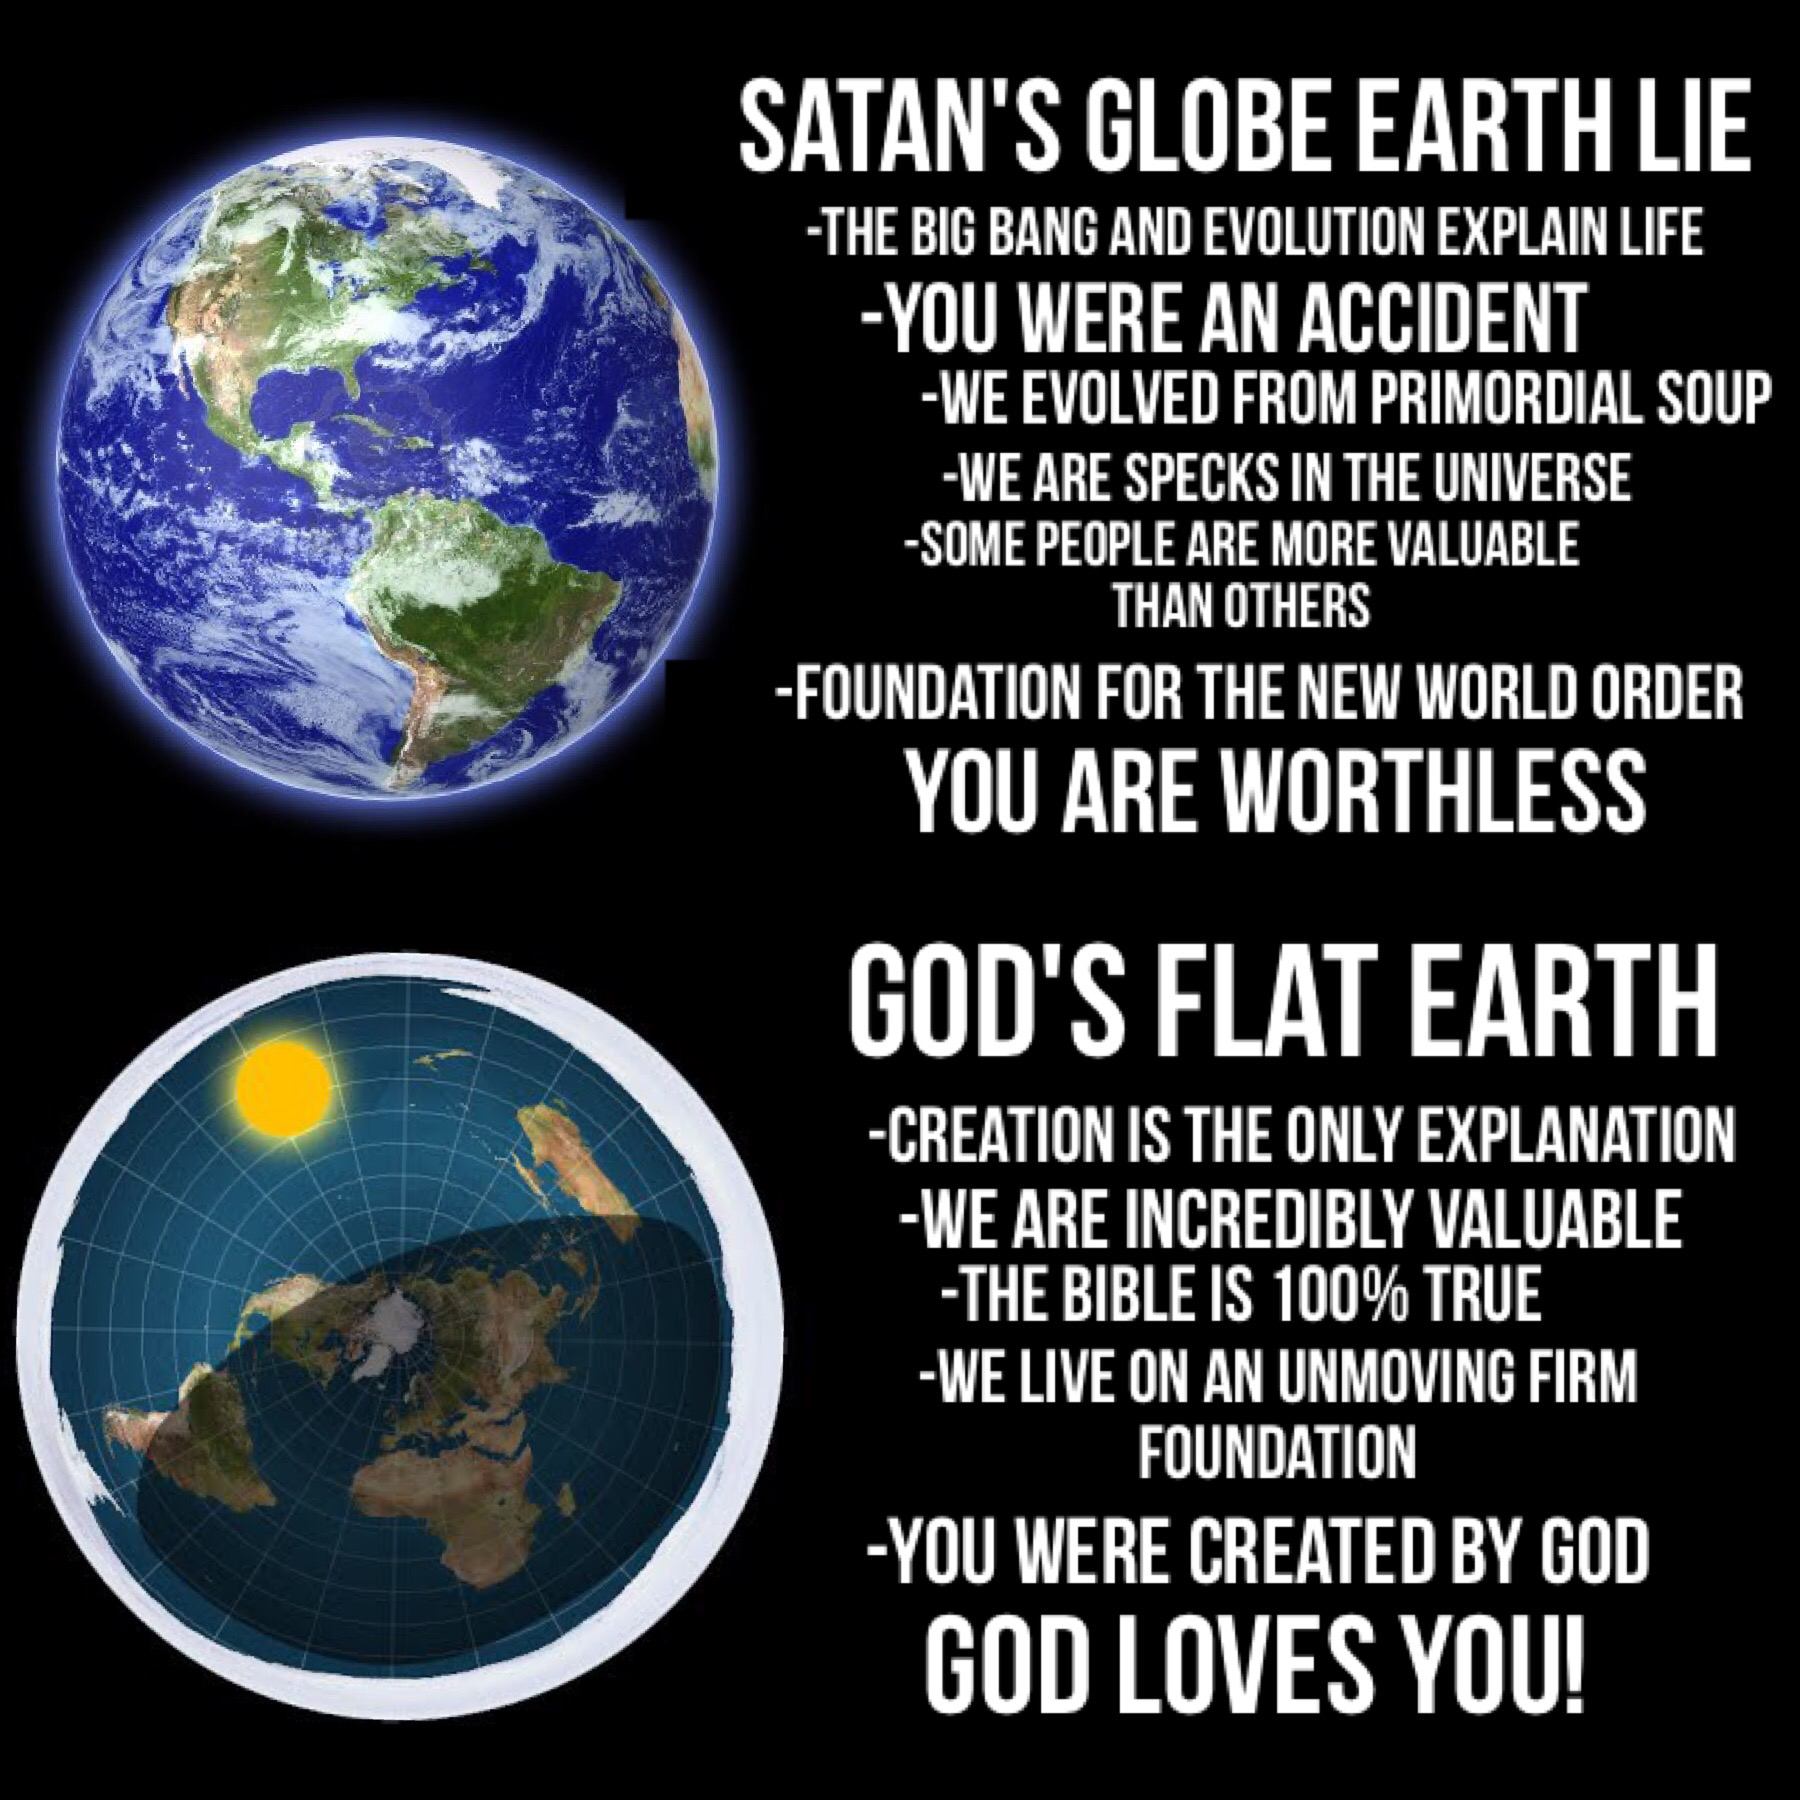 SATAN'S GLOBE EARTH LIE
-THE BIG BANG AND EVOLUTION EXPLAIN LIFE
-YOU WERE AN ACCIDENT
-WE EVOLVED FROM PRIMORDIAL SOUP
-WE ARE SPECKS IN THE UNIVERSE
-SOME PEOPLE ARE MORE VALUABLE
THAN OTHERS
-FOUNDATION FOR THE NEW WORLD ORDER
YOU ARE WORTHLESS
GOD'S FLAT EARTH
-CREATION IS THE ONLY EXPLANATION
-WE ARE INCREDIBLY VALUABLE
-THE BIBLE IS 100% TRUE
-WE LIVE ON AN UNMOVING FIRM
FOUNDATION
-YOU WERE CREATED BY GOD
GOD LOVES YOU!